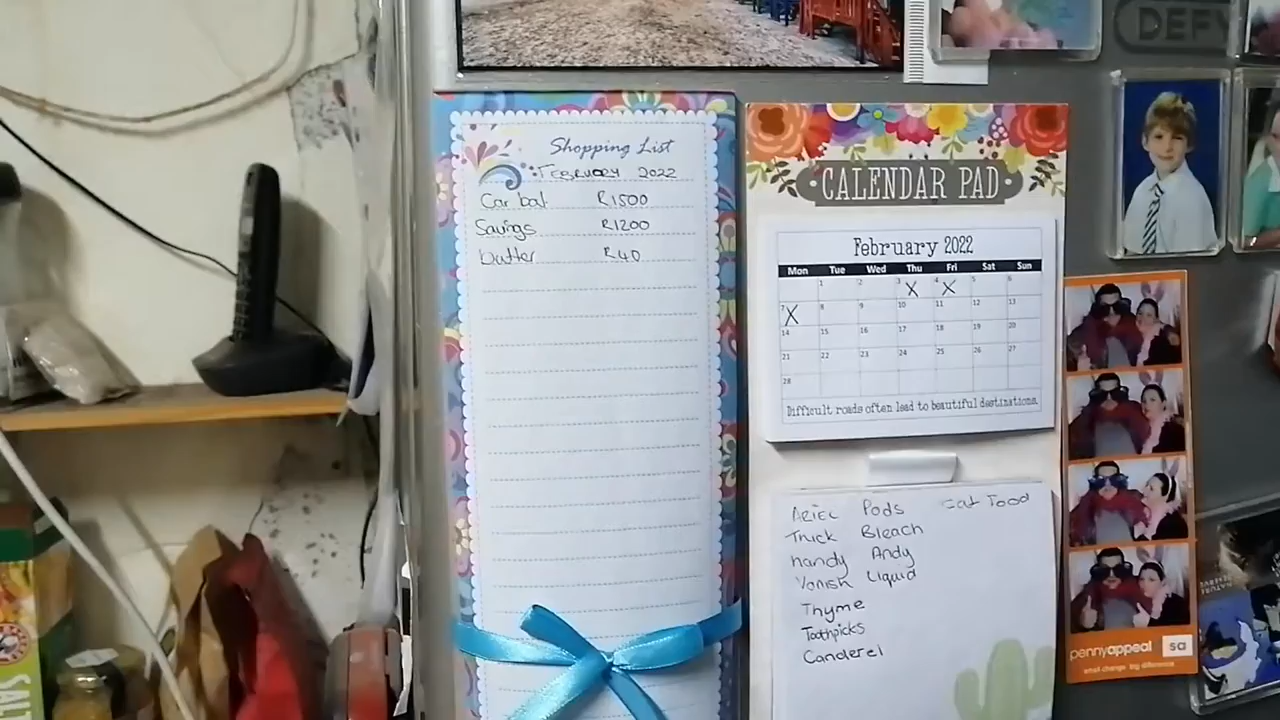 DEFY
Shopping List
FEBRUARY 2022
Car bat R1500
Savings R1200
butter R40
CALENDAR PAD
February 2022
Mon Tue Wed Thu Fri Sat Sun
1 2 3 X 4 X 5 6
7 X 8 9 10 11 12 13
14 15 16 17 18 19 20
21 22 23 24 25 26 27
28
Difficult roads often lead to beautiful destinations.
Ariel Pods Cat Food
Truck Bleach
handy Andy
Vanish Liquid
Thyme
Toothpicks
Canderel
pennyappeal sa
small change big difference
NATURE
RESERVE
SALT